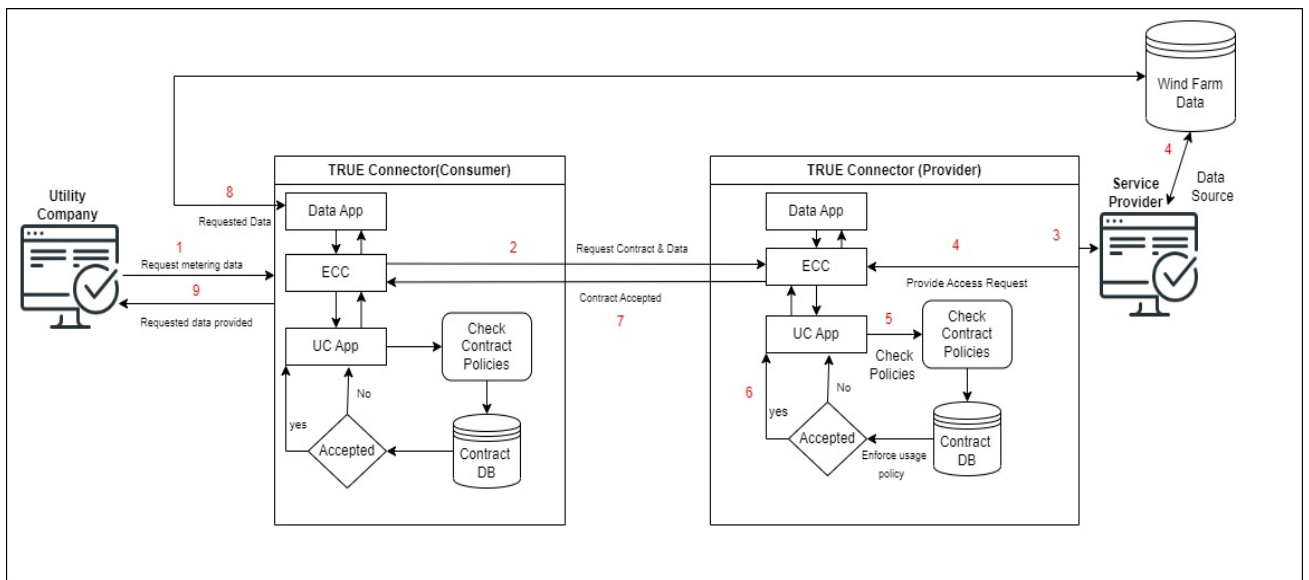 Wind Farm
Data
4
Data
Source
Service
Provider
TRUE Connector(Consumer)
TRUE Connector (Provider)
Utility
Company
8
Requested Data
Data App
Data App
1
Request metering data
ECC
2
Request Contract & Data
ECC
4
3
Provide Access Request
9
Requested data provided
Contract Accepted
7
UC App
Check
Contract
Policies
UC App
5
Check
Policies
Check
Contract
Policies
No
yes
Accepted
Contract
DB
6
No
yes
Accepted
Enforce usage
policy
Contract
DB